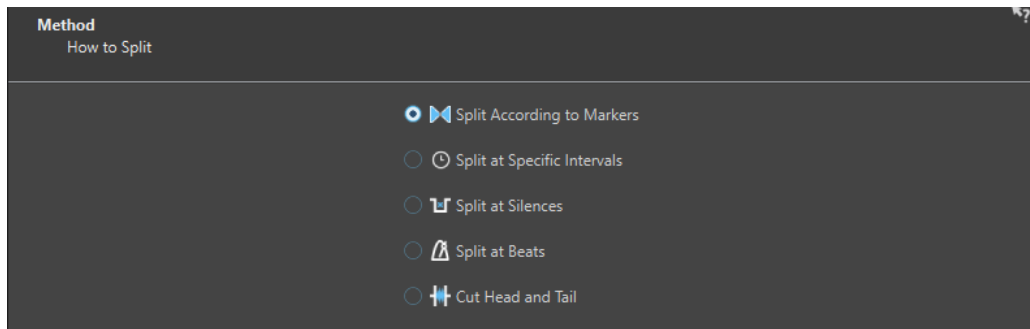 Method
How to Split
Split According to Markers
Split at Specific Intervals
Split at Silences
Split at Beats
Cut Head and Tail